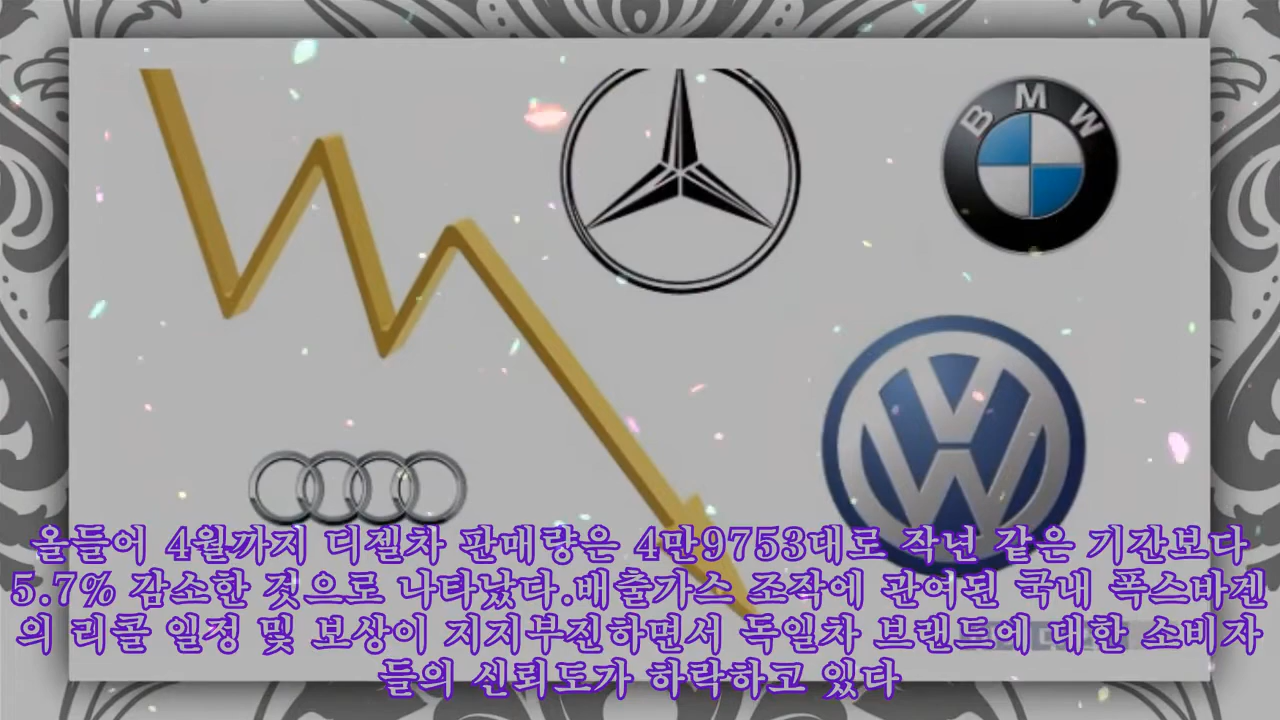 BMW
올들어 4월까지 디젤차 판매량은 4만9753대로 작년 같은 기간보다
5.7% 감소한 것으로 나타났다.배출가스 조작에 관여된 국내 폭스바겐
의 리콜 일정 및 보상이 지지부진하면서 독일차 브랜드에 대한 소비자
들의 신뢰도가 하락하고 있다